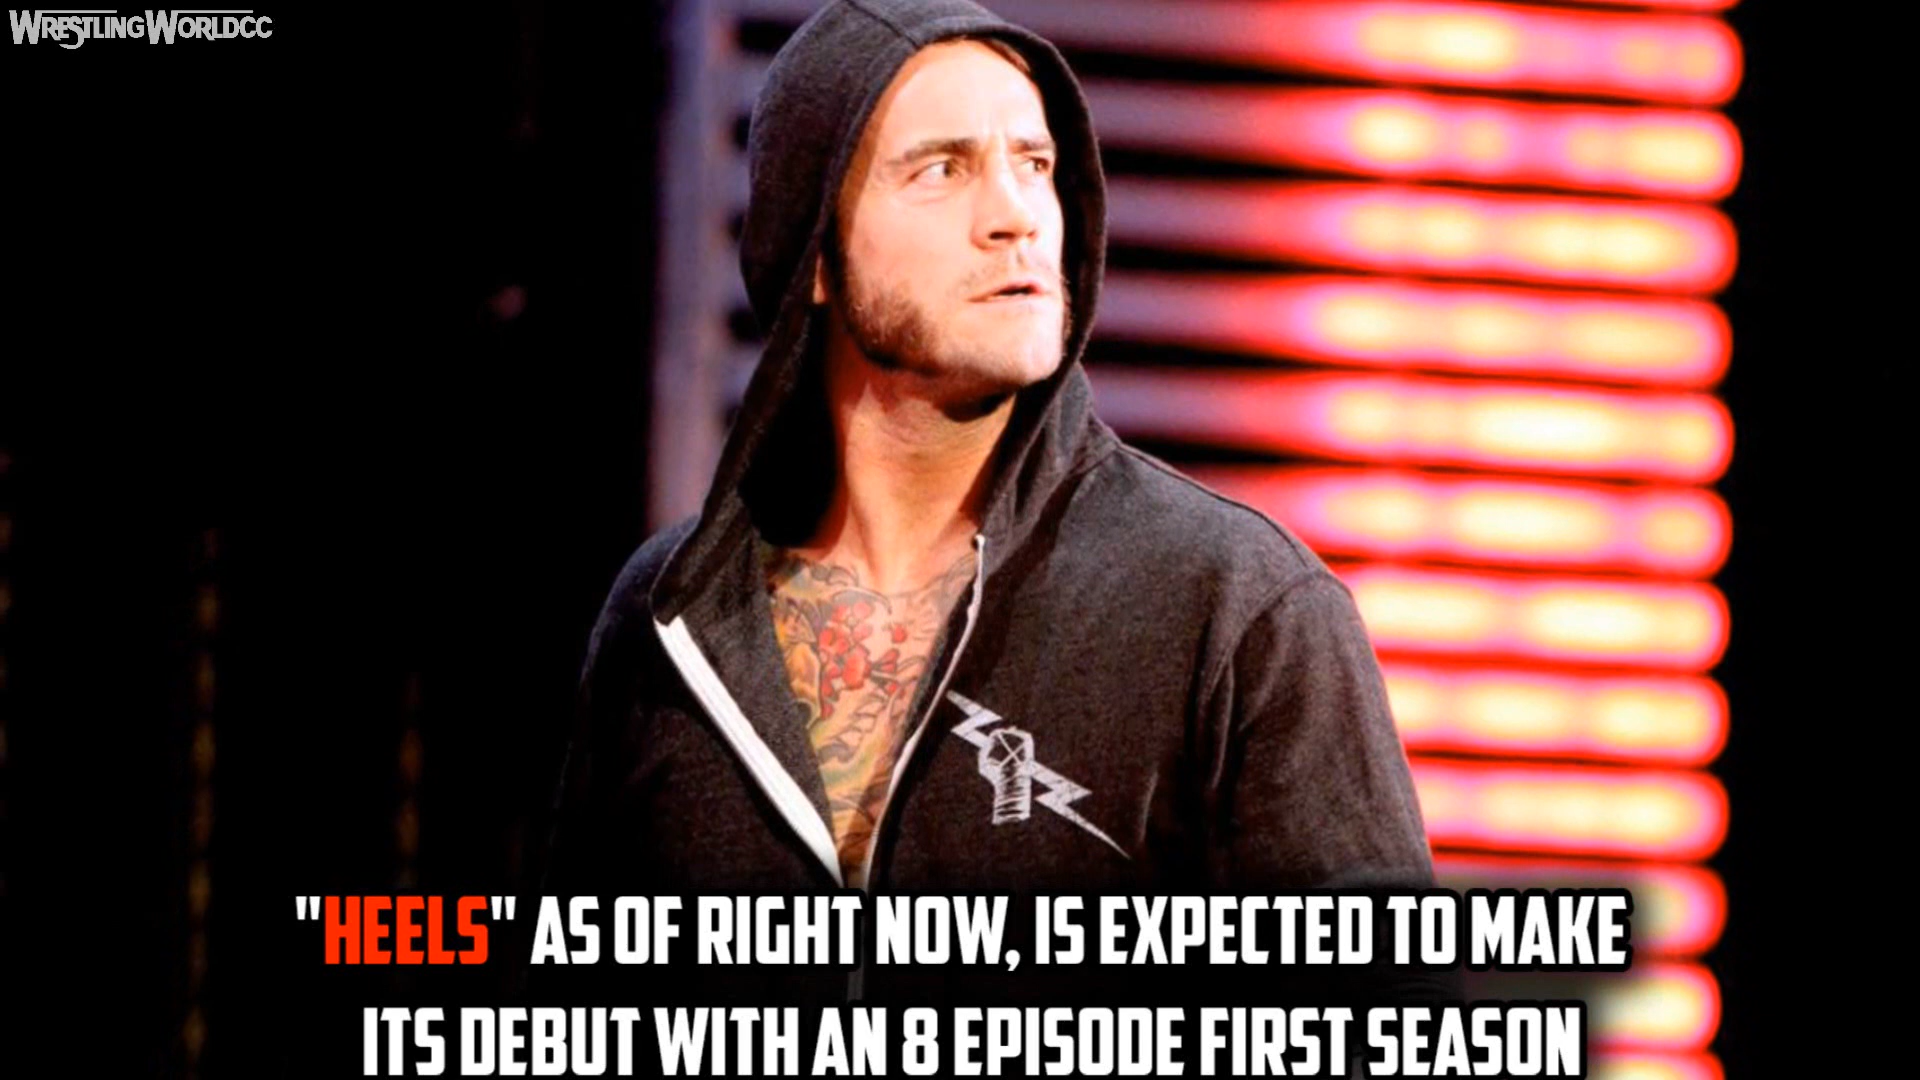 WRESTLINGWORLDCC
"HEELS" AS OF RIGHT NOW, IS EXPECTED TO MAKE
ITS DEBUT WITH AN 8 EPISODE FIRST SEASON